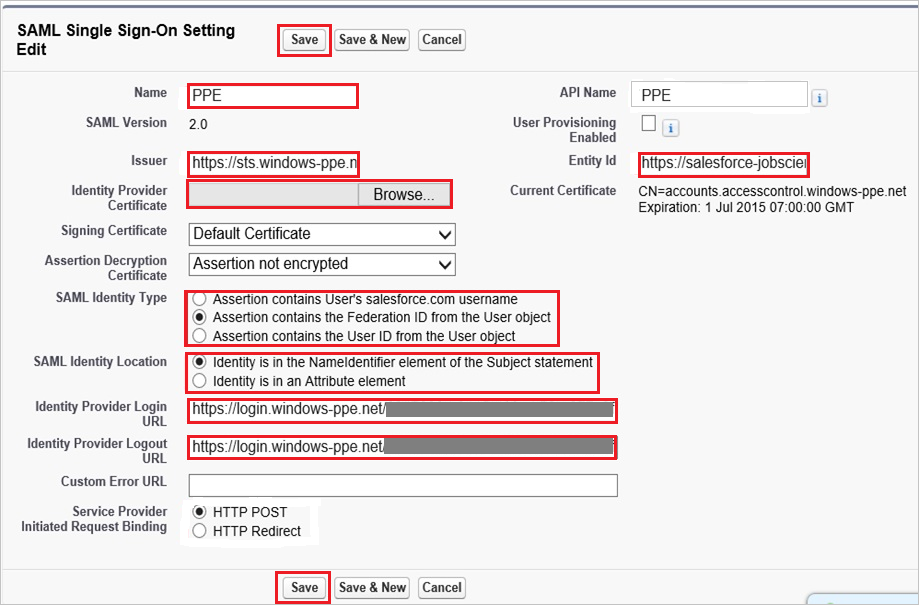 SAML Single Sign-On Setting
Edit
Save Save & New Cancel
Name PPE API Name PPE i
SAML Version 2.0 User Provisioning
Enabled i
Issuer https://sts.windows-ppe.n Entity Id https://salesforce-jobscien
Identity Provider
Certificate Browse... Current Certificate CN=accounts.accesscontrol.windows-ppe.net
Expiration: 1 Jul 2015 07:00:00 GMT
Signing Certificate Default Certificate
Assertion Decryption
Certificate Assertion not encrypted
SAML Identity Type Assertion contains User's salesforce.com username
Assertion contains the Federation ID from the User object
Assertion contains the User ID from the User object
SAML Identity Location Identity is in the NameIdentifier element of the Subject statement
Identity is in an Attribute element
Identity Provider Login
URL https://login.windows-ppe.net/
Identity Provider Logout
URL https://login.windows-ppe.net/
Custom Error URL
Service Provider
Initiated Request Binding HTTP POST
HTTP Redirect
Save Save & New Cancel